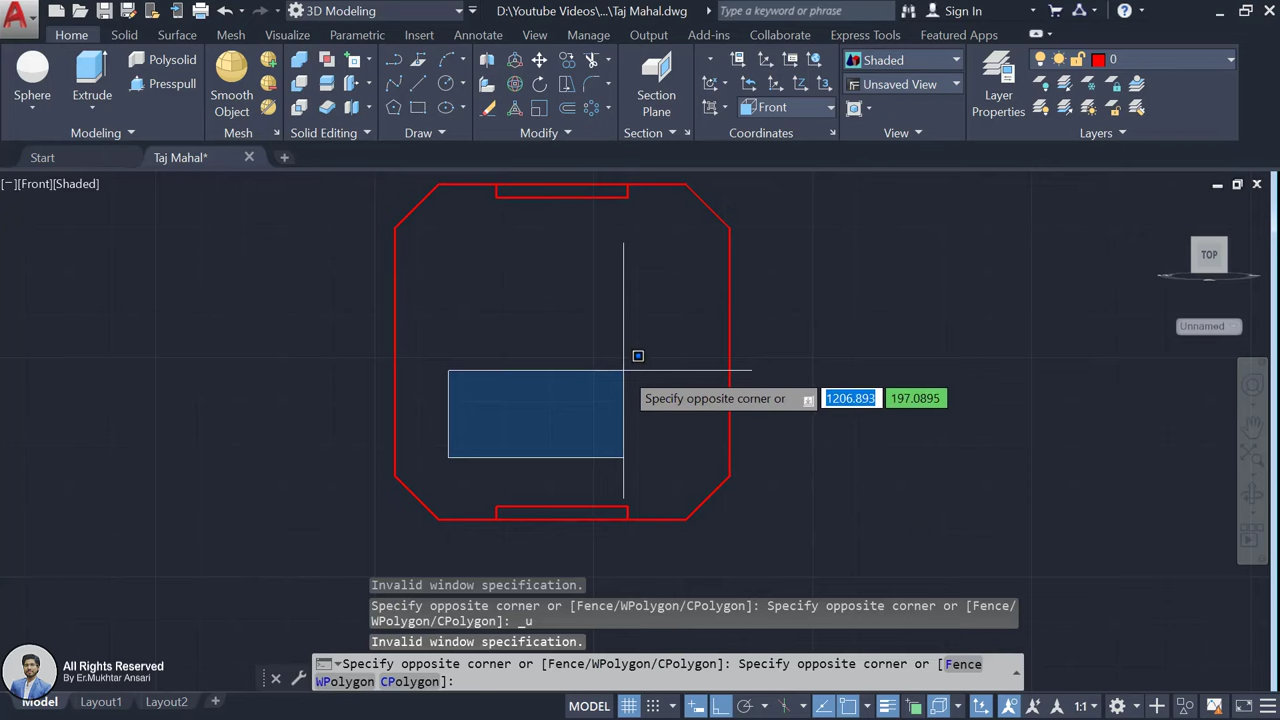 3D Modeling
D:\Youtube Videos\...\Taj Mahal.dwg
Type a keyword or phrase
Sign In
Home Solid Surface Mesh Visualize Parametric Insert Annotate View Manage Output Add-ins Collaborate Express Tools Featured Apps
Sphere
Extrude
Polysolid
Presspull
Smooth
Object
Section
Plane
Front
Shaded
Unsaved View
Layer
Properties
0
Modeling
Mesh
Solid Editing
Draw
Modify
Section
Coordinates
View
Layers
Start
Taj Mahal*
[−][Front][Shaded]
TOP
Unnamed
Specify opposite corner or
1206.893
197.0895
Invalid window specification.
Specify opposite corner or [Fence/WPolygon/CPolygon]: Specify opposite corner or [Fence/
WPolygon/CPolygon]: _u
Invalid window specification.
Specify opposite corner or [Fence/WPolygon/CPolygon]: Specify opposite corner or [Fence
WPolygon CPolygon]:
All Rights Reserved
By Er.Mukhtar Ansari
Model
Layout1
Layout2
MODEL
1:1